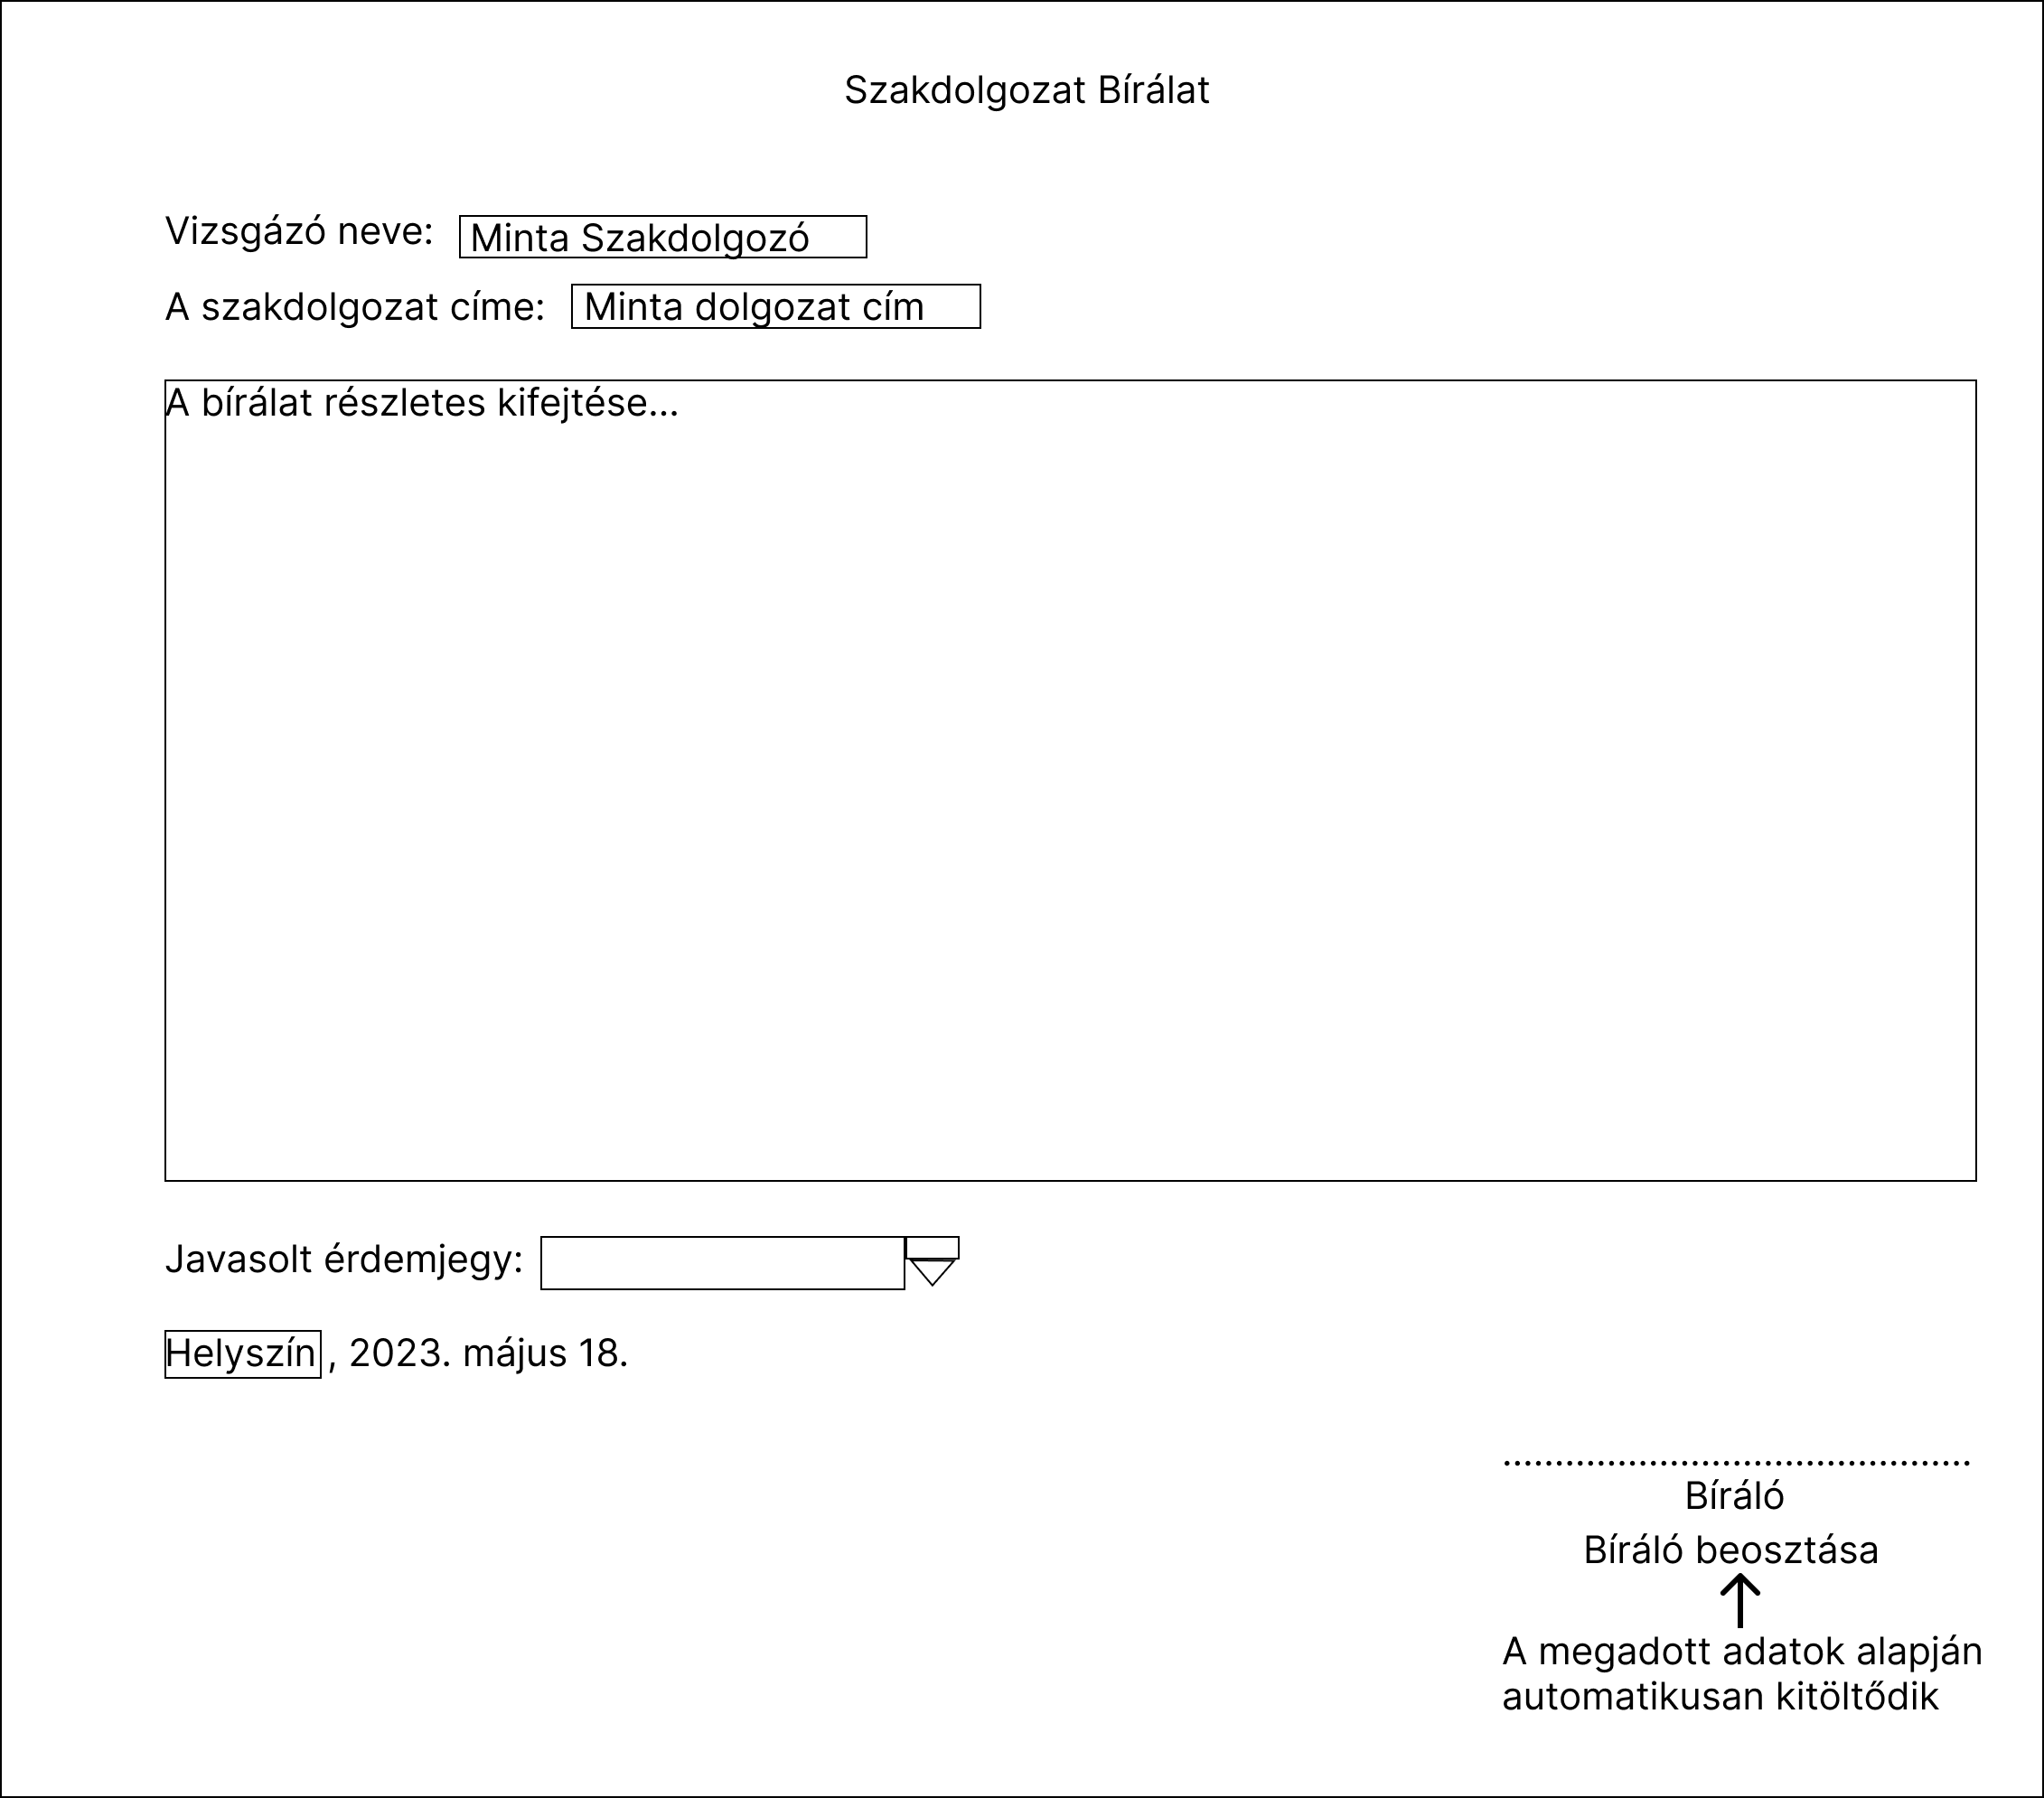 Szakdolgozat Bírálat
Vizsgázó neve: Minta Szakdolgozó
A szakdolgozat címe: Minta dolgozat cím
A bírálat részletes kifejtése...
Javasolt érdemjegy:
Helyszín , 2023. május 18.
.............................................
Bíráló
Bíráló beosztása
A megadott adatok alapján
automatikusan kitöltődik